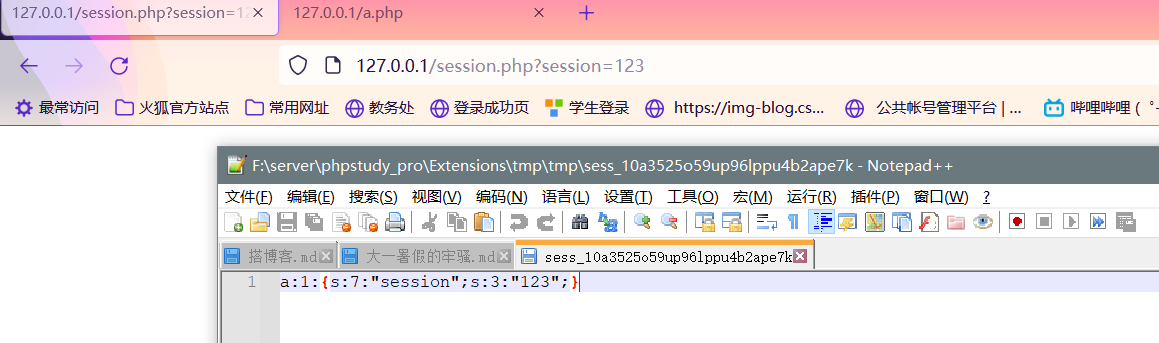 127.0.0.1/session.php?session=123
127.0.0.1/a.php
127.0.0.1/session.php?session=123
最常访问 火狐官方站点 常用网址 教务处 登录成功页 学生登录 https://img-blog.cs... 公共帐号管理平台 | ... 哔哩哔哩 ( ゜-
F:\server\phpstudy_pro\Extensions\tmp\tmp\sess_10a3525o59up96lppu4b2ape7k - Notepad++
文件(F) 编辑(E) 搜索(S) 视图(V) 编码(N) 语言(L) 设置(T) 工具(O) 宏(M) 运行(R) 插件(P) 窗口(W) ?
搭博客.md 大一暑假的牢骚.md sess_10a3525o59up96lppu4b2ape7k
1 a:1:{s:7:"session";s:3:"123";}